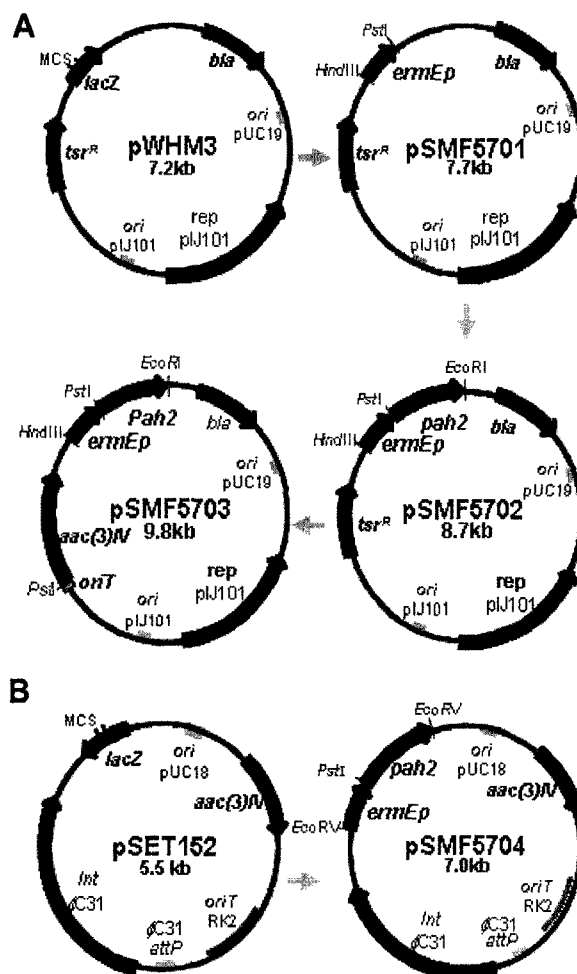 A
MCS
lacZ
bla
ori
pUC19
tsrR
pWHM3
7.2kb
ori
pIJ101
rep
pIJ101
PstI
HindIII
ermEp
bla
ori
pUC19
tsrR
pSMF5701
7.7kb
ori
pIJ101
rep
pIJ101
EcoRI
PstI
Pah2
HindIII
ermEp
bla
ori
pUC19
pSMF5703
9.8kb
aac(3)IV
PstI
oriT
ori
pIJ101
rep
pIJ101
EcoRI
PstI
pah2
HindIII
ermEp
bla
ori
pUC19
pSMF5702
8.7kb
tsrR
ori
pIJ101
rep
pIJ101
B
MCS
lacZ
ori
pUC18
aac(3)IV
EcoRV
pSET152
5.5 kb
Int
ϕC31
oriT
RK2
ϕC31
attP
EcoRV
PstI
pah2
ori
pUC18
ermEp
aac(3)IV
pSMF5704
7.0kb
oriT
RK2
Int
ϕC31
ϕC31
attP